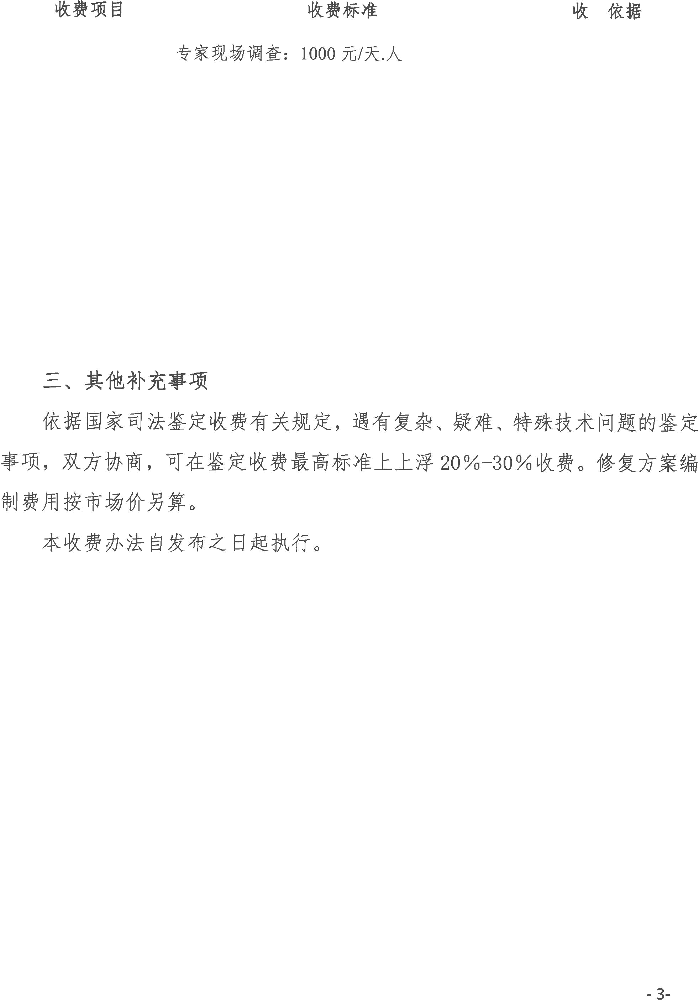 收费项目 收费标准 收 依据
专家现场调查：1000 元/天.人
三、其他补充事项
依据国家司法鉴定收费有关规定，遇有复杂、疑难、特殊技术问题的鉴定
事项，双方协商，可在鉴定收费最高标准上上浮 20%-30%收费。修复方案编
制费用按市场价另算。
本收费办法自发布之日起执行。
- 3-